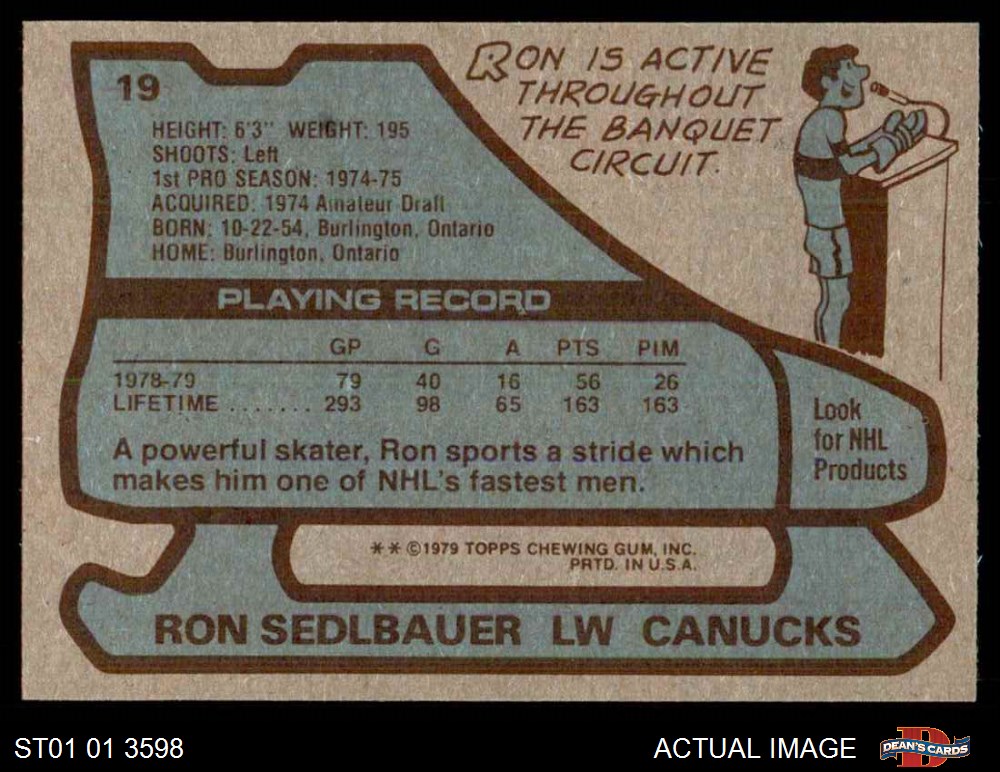 19
RON IS ACTIVE
THROUGHOUT
THE BANQUET
CIRCUIT.
HEIGHT: 6'3" WEIGHT: 195
SHOOTS: Left
1st PRO SEASON: 1974-75
ACQUIRED: 1974 Amateur Draft
BORN: 10-22-54, Burlington, Ontario
HOME: Burlington, Ontario
PLAYING RECORD
GP G A PTS PIM
1978-79 79 40 16 56 26
LIFETIME ....... 293 98 65 163 163
A powerful skater, Ron sports a stride which
makes him one of NHL's fastest men.
Look
for NHL
Products
** ©1979 TOPPS CHEWING GUM, INC.
PRTD. IN U.S.A.
RON SEDLBAUER LW CANUCKS
ST01 01 3598
ACTUAL IMAGE
DEAN'S CARDS